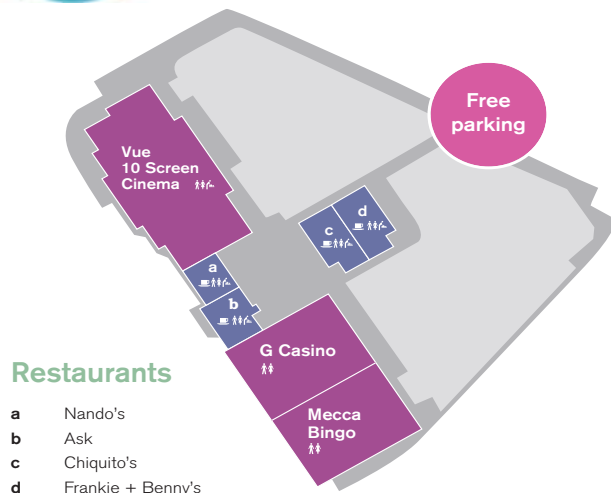 Free
parking
Vue
10 Screen
Cinema
a
b
c
d
G Casino
Mecca
Bingo
Restaurants
a Nando's
b Ask
c Chiquito's
d Frankie + Benny's